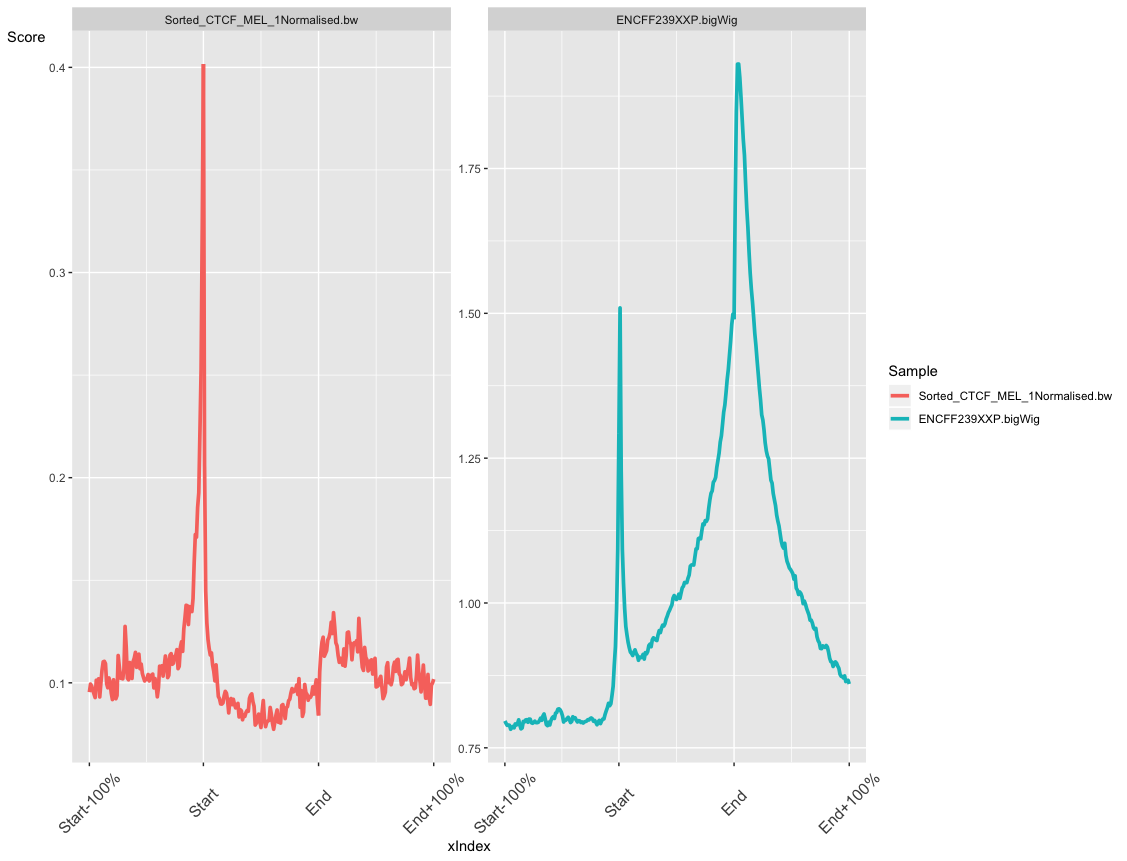 Sorted_CTCF_MEL_1Normalised.bw
ENCFF239XXP.bigWig
Score
0.4
0.3
0.2
0.1
1.75
1.50
1.25
1.00
0.75
Start-100%
Start
End
End+100%
Start-100%
Start
End
End+100%
xIndex
Sample
Sorted_CTCF_MEL_1Normalised.bw
ENCFF239XXP.bigWig